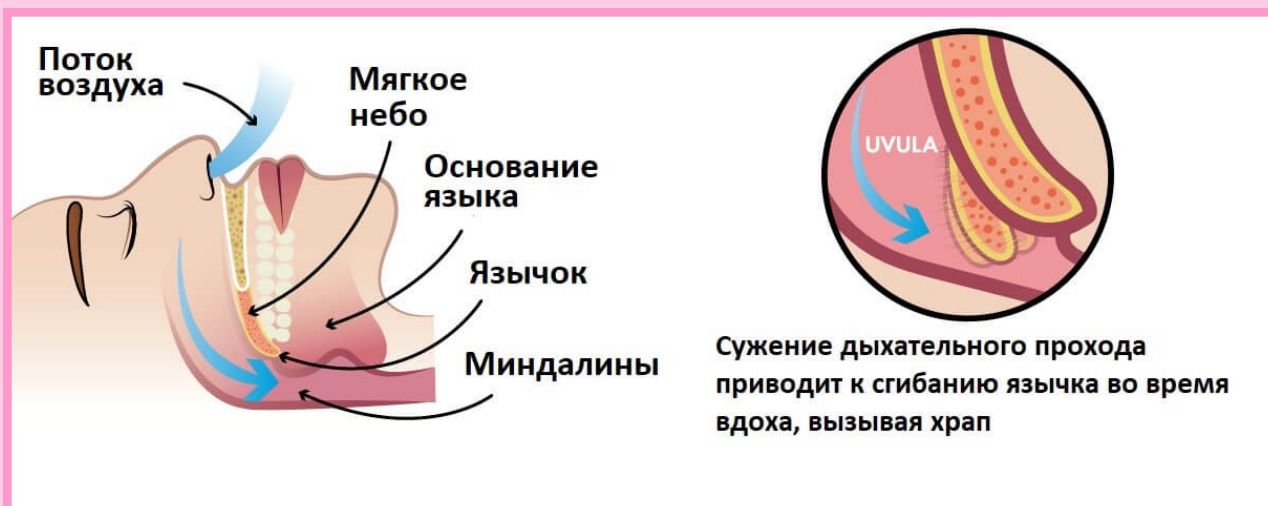 Поток
воздуха
Мягкое
небо
Основание
языка
Язычок
Миндалины
UVULA
Сужение дыхательного прохода
приводит к сгибанию язычка во время
вдоха, вызывая храп